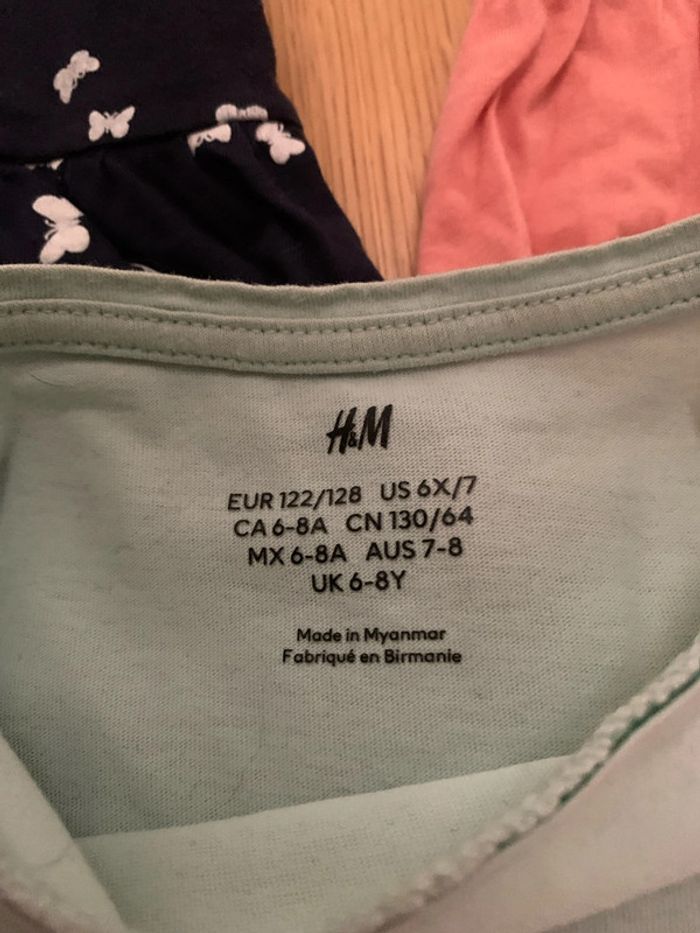 H&M
EUR 122/128 US 6X/7
CA 6-8A CN 130/64
MX 6-8A AUS 7-8
UK 6-8Y
Made in Myanmar
Fabriqué en Birmanie